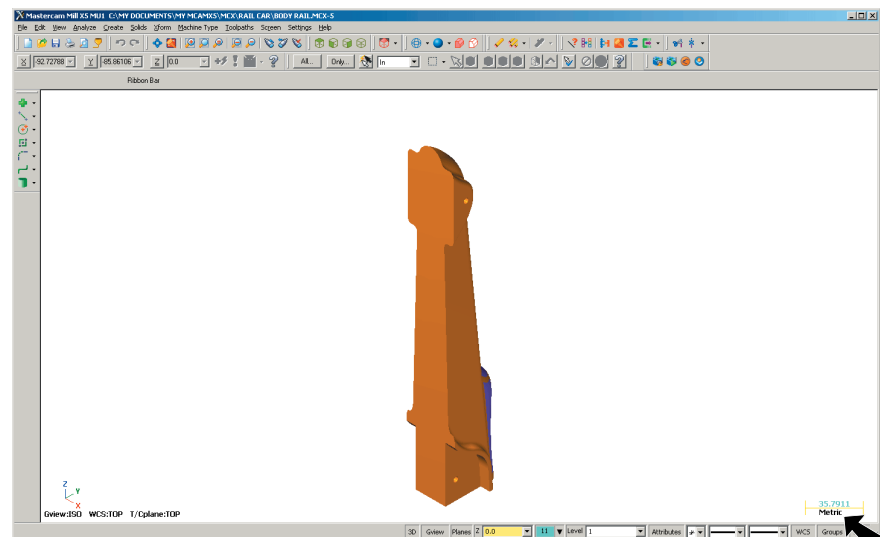 Mastercam Mill X5 MU1 C:\MY DOCUMENTS\MY MCAMX5\MCX\RAIL CAR\BODY RAIL.MCX-5
File Edit View Analyze Create Solids Xform Machine Type Toolpaths Screen Settings Help
X -92.72788 Y -85.86106 Z 0.0 All... Only... In
Ribbon Bar
Z
Y
X
35.7911
Metric
Gview:ISO WCS:TOP T/Cplane:TOP
3D Gview Planes Z 0.0 11 Level 1 Attributes WCS Groups